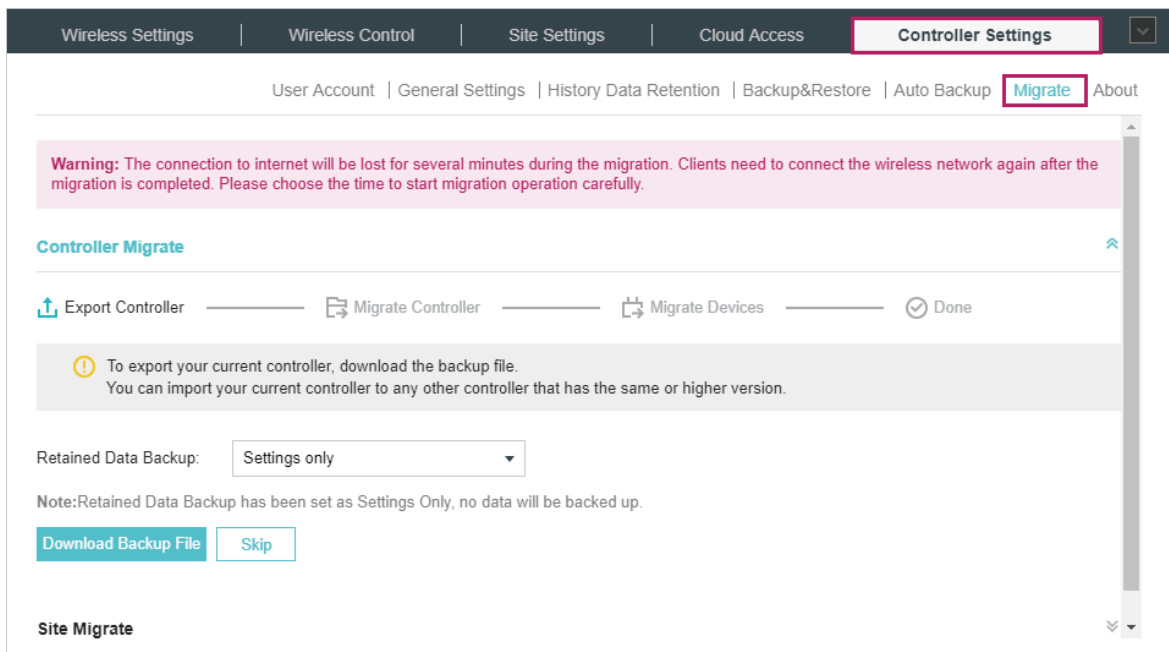 Wireless Settings | Wireless Control | Site Settings | Cloud Access Controller Settings
User Account | General Settings | History Data Retention | Backup&Restore | Auto Backup Migrate About
Warning: The connection to internet will be lost for several minutes during the migration. Clients need to connect the wireless network again after the
migration is completed. Please choose the time to start migration operation carefully.
Controller Migrate
Export Controller Migrate Controller Migrate Devices Done
To export your current controller, download the backup file.
You can import your current controller to any other controller that has the same or higher version.
Retained Data Backup: Settings only
Note:Retained Data Backup has been set as Settings Only, no data will be backed up.
Download Backup File Skip
Site Migrate